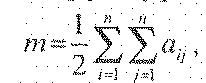 $m = \frac{1}{2} \sum_{i=1}^{n} \sum_{j=1}^{n} a_{ij},$